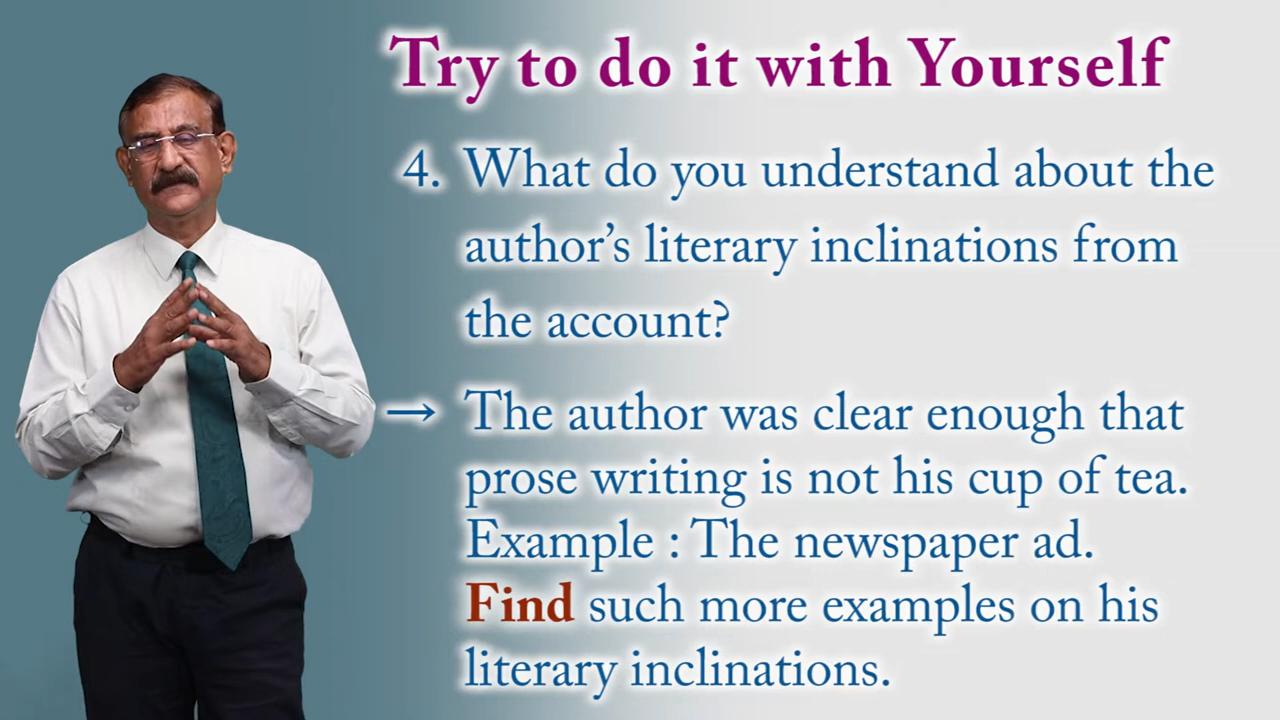 Try to do it with Yourself
4. What do you understand about the
author's literary inclinations from
the account?
→ The author was clear enough that
prose writing is not his cup of tea.
Example : The newspaper ad.
Find such more examples on his
literary inclinations.